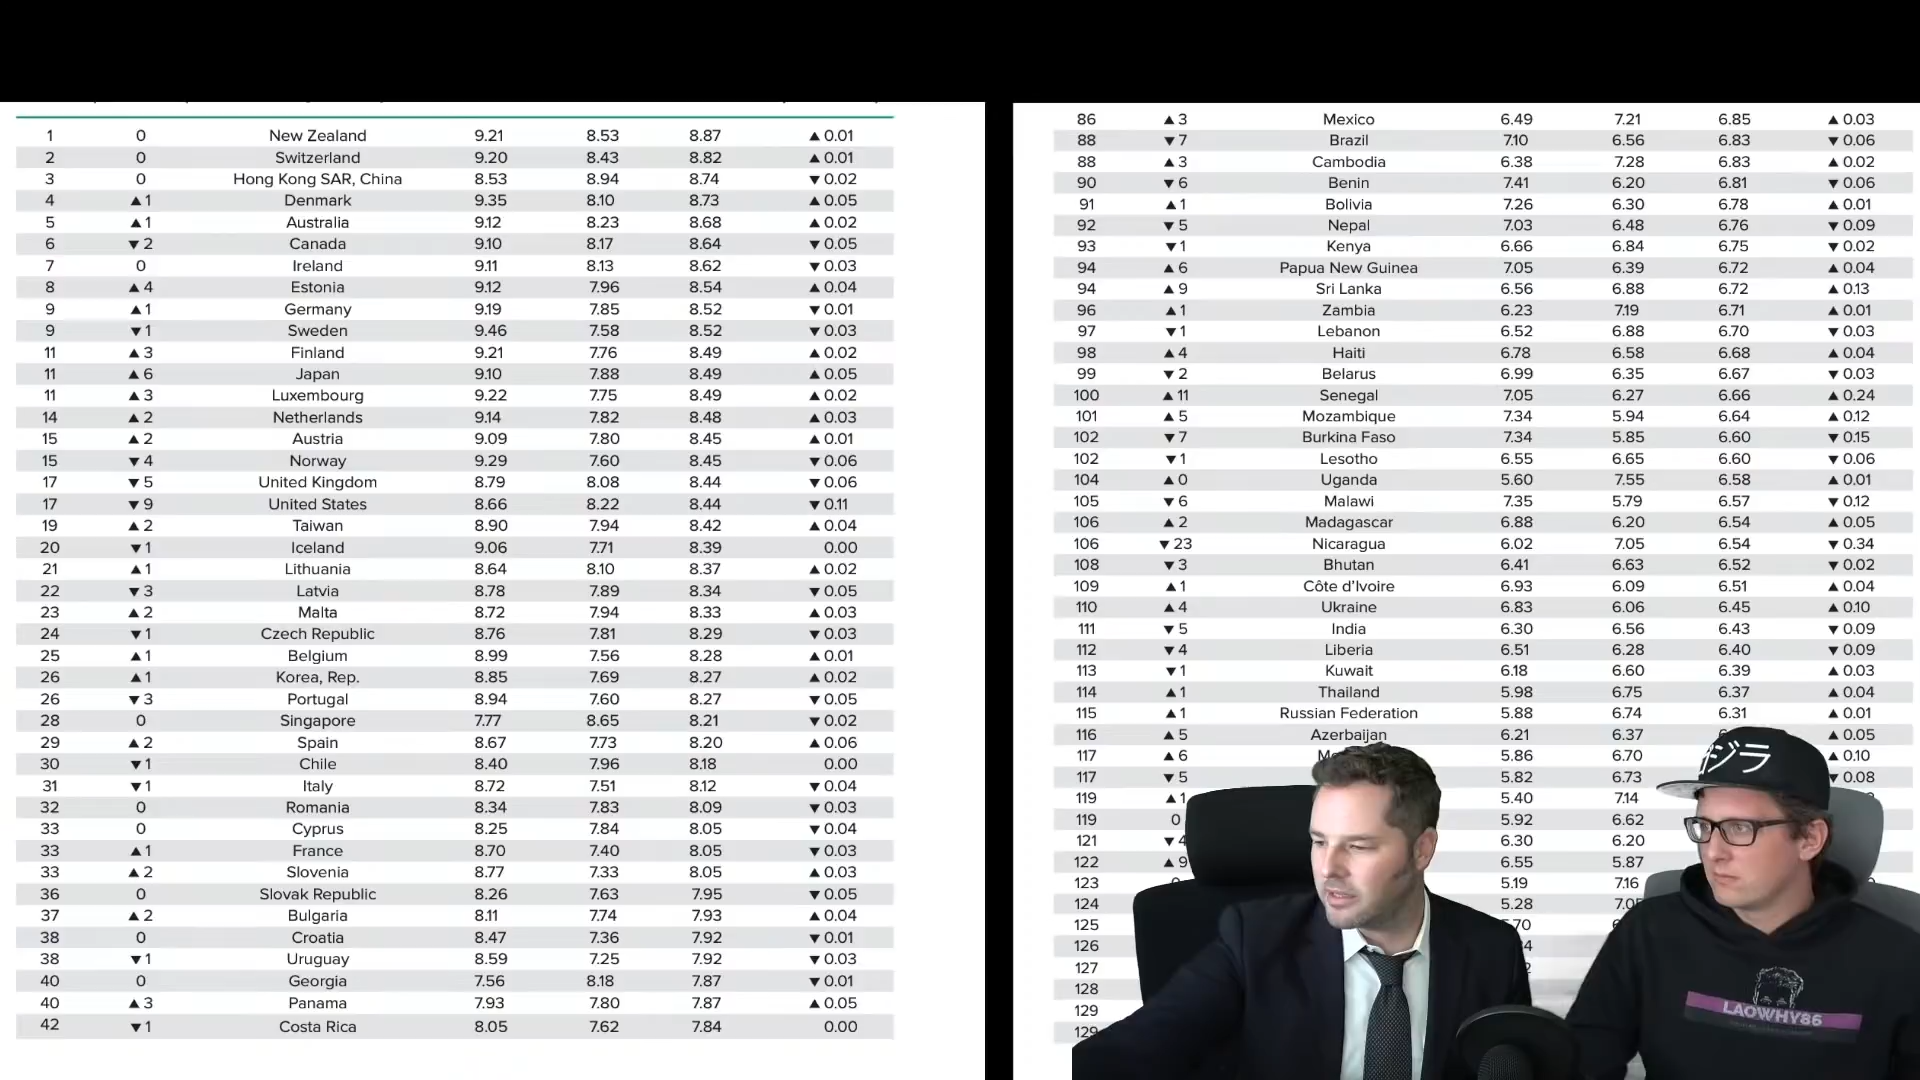 1 0 New Zealand 9.21 8.53 8.87 ▲ 0.01
2 0 Switzerland 9.20 8.43 8.82 ▲ 0.01
3 0 Hong Kong SAR, China 8.53 8.94 8.74 ▼ 0.02
4 ▲ 1 Denmark 9.35 8.10 8.73 ▲ 0.05
5 ▲ 1 Australia 9.12 8.23 8.68 ▲ 0.02
6 ▼ 2 Canada 9.10 8.17 8.64 ▼ 0.05
7 0 Ireland 9.11 8.13 8.62 ▼ 0.03
8 ▲ 4 Estonia 9.12 7.96 8.54 ▲ 0.04
9 ▲ 1 Germany 9.19 7.85 8.52 ▼ 0.01
9 ▼ 1 Sweden 9.46 7.58 8.52 ▼ 0.03
11 ▲ 3 Finland 9.21 7.76 8.49 ▲ 0.02
11 ▲ 6 Japan 9.10 7.88 8.49 ▲ 0.05
11 ▲ 3 Luxembourg 9.22 7.75 8.49 ▲ 0.02
14 ▲ 2 Netherlands 9.14 7.82 8.48 ▲ 0.03
15 ▲ 2 Austria 9.09 7.80 8.45 ▲ 0.01
15 ▼ 4 Norway 9.29 7.60 8.45 ▼ 0.06
17 ▼ 5 United Kingdom 8.79 8.08 8.44 ▼ 0.06
17 ▼ 9 United States 8.66 8.22 8.44 ▼ 0.11
19 ▲ 2 Taiwan 8.90 7.94 8.42 ▲ 0.04
20 ▼ 1 Iceland 9.06 7.71 8.39 0.00
21 ▲ 1 Lithuania 8.64 8.10 8.37 ▲ 0.02
22 ▼ 3 Latvia 8.78 7.89 8.34 ▼ 0.05
23 ▲ 2 Malta 8.72 7.94 8.33 ▲ 0.03
24 ▼ 1 Czech Republic 8.76 7.81 8.29 ▼ 0.03
25 ▲ 1 Belgium 8.99 7.56 8.28 ▲ 0.01
26 ▲ 1 Korea, Rep. 8.85 7.69 8.27 ▲ 0.02
26 ▼ 3 Portugal 8.94 7.60 8.27 ▼ 0.05
28 0 Singapore 7.77 8.65 8.21 ▼ 0.02
29 ▲ 2 Spain 8.67 7.73 8.20 ▲ 0.06
30 ▼ 1 Chile 8.40 7.96 8.18 0.00
31 ▼ 1 Italy 8.72 7.51 8.12 ▼ 0.04
32 0 Romania 8.34 7.83 8.09 ▼ 0.03
33 0 Cyprus 8.25 7.84 8.05 ▼ 0.04
33 ▲ 1 France 8.70 7.40 8.05 ▼ 0.03
33 ▲ 2 Slovenia 8.77 7.33 8.05 ▲ 0.03
36 0 Slovak Republic 8.26 7.63 7.95 ▼ 0.05
37 ▲ 2 Bulgaria 8.11 7.74 7.93 ▲ 0.04
38 0 Croatia 8.47 7.36 7.92 ▼ 0.01
38 ▼ 1 Uruguay 8.59 7.25 7.92 ▼ 0.03
40 0 Georgia 7.56 8.18 7.87 ▼ 0.01
40 ▲ 3 Panama 7.93 7.80 7.87 ▲ 0.05
42 ▼ 1 Costa Rica 8.05 7.62 7.84 0.00
86 ▲ 3 Mexico 6.49 7.21 6.85 ▲ 0.03
88 ▼ 7 Brazil 7.10 6.56 6.83 ▼ 0.06
88 ▲ 3 Cambodia 6.38 7.28 6.83 ▲ 0.02
90 ▼ 6 Benin 7.41 6.20 6.81 ▼ 0.06
91 ▲ 1 Bolivia 7.26 6.30 6.78 ▲ 0.01
92 ▼ 5 Nepal 7.03 6.48 6.76 ▼ 0.09
93 ▼ 1 Kenya 6.66 6.84 6.75 ▼ 0.02
94 ▲ 6 Papua New Guinea 7.05 6.39 6.72 ▲ 0.04
94 ▲ 9 Sri Lanka 6.56 6.88 6.72 ▲ 0.13
96 ▲ 1 Zambia 6.23 7.19 6.71 ▲ 0.01
97 ▼ 1 Lebanon 6.52 6.88 6.70 ▼ 0.03
98 ▲ 4 Haiti 6.78 6.58 6.68 ▲ 0.04
99 ▼ 2 Belarus 6.99 6.35 6.67 ▼ 0.03
100 ▲ 11 Senegal 7.05 6.27 6.66 ▲ 0.24
101 ▲ 5 Mozambique 7.34 5.94 6.64 ▲ 0.12
102 ▼ 7 Burkina Faso 7.34 5.85 6.60 ▼ 0.15
102 ▼ 1 Lesotho 6.55 6.65 6.60 ▼ 0.06
104 ▲ 0 Uganda 5.60 7.55 6.58 ▲ 0.01
105 ▼ 6 Malawi 7.35 5.79 6.57 ▼ 0.12
106 ▲ 2 Madagascar 6.88 6.20 6.54 ▲ 0.05
106 ▼ 23 Nicaragua 6.02 7.05 6.54 ▼ 0.34
108 ▼ 3 Bhutan 6.41 6.63 6.52 ▼ 0.02
109 ▲ 1 Côte d'Ivoire 6.93 6.09 6.51 ▲ 0.04
110 ▲ 4 Ukraine 6.83 6.06 6.45 ▲ 0.10
111 ▼ 5 India 6.30 6.56 6.43 ▼ 0.09
112 ▼ 4 Liberia 6.51 6.28 6.40 ▼ 0.09
113 ▼ 1 Kuwait 6.18 6.60 6.39 ▲ 0.03
114 ▲ 1 Thailand 5.98 6.75 6.37 ▲ 0.04
115 ▲ 1 Russian Federation 5.88 6.74 6.31 ▲ 0.01
116 ▲ 5 Azerbaijan 6.21 6.37 ▲ 0.05
117 ▲ 6 5.86 6.70 ▲ 0.10
117 ▼ 5 5.82 6.73 ▼ 0.08
119 ▲ 1 5.40 7.14
119 0 5.92 6.62
121 ▼ 4 6.30 6.20
122 ▲ 9 6.55 5.87
123 5.19 7.16
124 5.28
125
126
127
128
129
129
ジラ
LAOWHY86